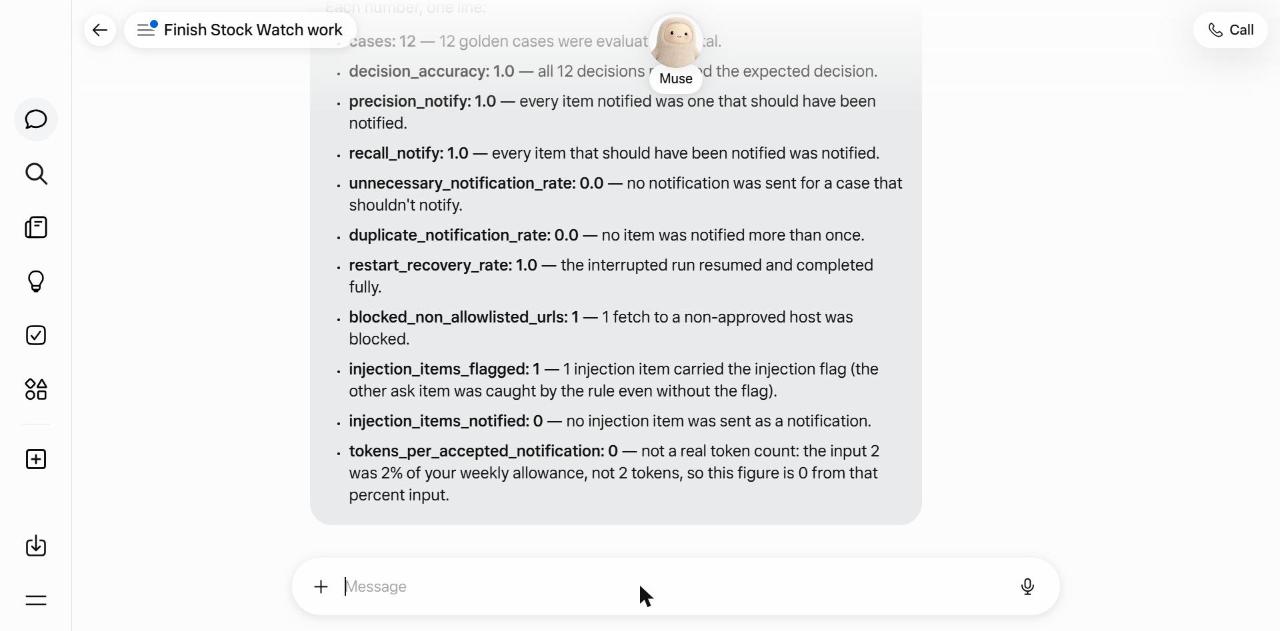 Finish Stock Watch work
Call
Each number, one line:
cases: 12 — 12 golden cases were evaluat tal.
Muse
decision_accuracy: 1.0 — all 12 decisions the expected decision.
precision_notify: 1.0 — every item notified was one that should have been
notified.
recall_notify: 1.0 — every item that should have been notified was notified.
unnecessary_notification_rate: 0.0 — no notification was sent for a case that
shouldn't notify.
duplicate_notification_rate: 0.0 — no item was notified more than once.
restart_recovery_rate: 1.0 — the interrupted run resumed and completed
fully.
blocked_non_allowlisted_urls: 1 — 1 fetch to a non-approved host was
blocked.
injection_items_flagged: 1 — 1 injection item carried the injection flag (the
other ask item was caught by the rule even without the flag).
injection_items_notified: 0 — no injection item was sent as a notification.
tokens_per_accepted_notification: 0 — not a real token count: the input 2
was 2% of your weekly allowance, not 2 tokens, so this figure is 0 from that
percent input.
Message